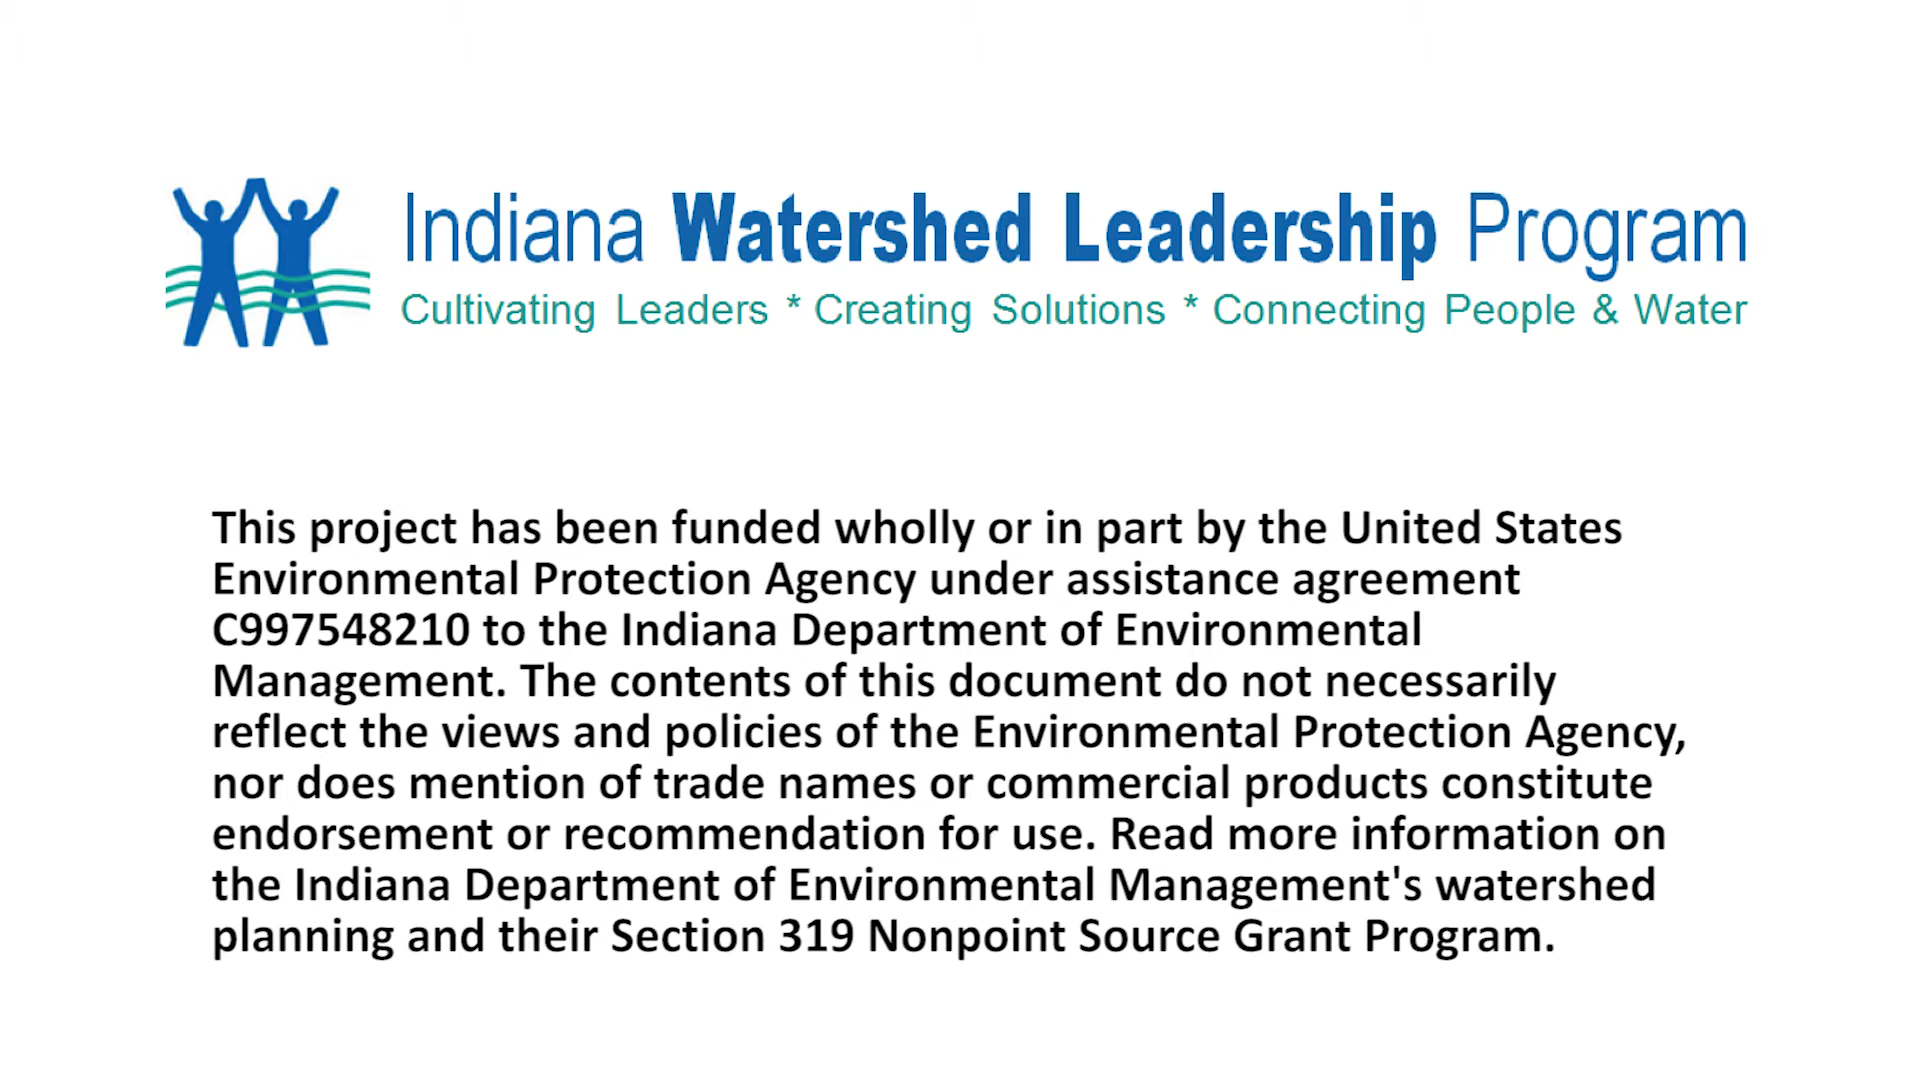 Indiana Watershed Leadership Program
Cultivating Leaders * Creating Solutions * Connecting People & Water
This project has been funded wholly or in part by the United States
Environmental Protection Agency under assistance agreement
C997548210 to the Indiana Department of Environmental
Management. The contents of this document do not necessarily
reflect the views and policies of the Environmental Protection Agency,
nor does mention of trade names or commercial products constitute
endorsement or recommendation for use. Read more information on
the Indiana Department of Environmental Management's watershed
planning and their Section 319 Nonpoint Source Grant Program.